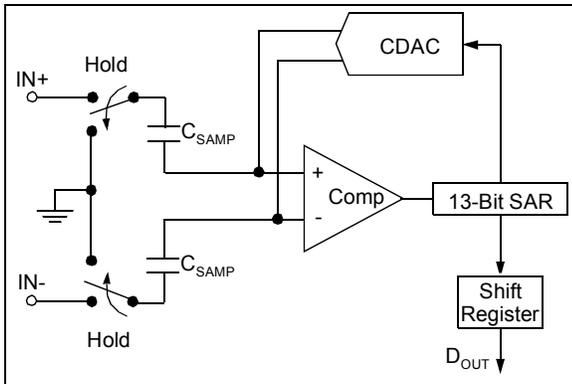 CDAC
Hold
IN+
C_SAMP
+
Comp
-
13-Bit SAR
C_SAMP
IN-
Hold
Shift
Register
D_OUT